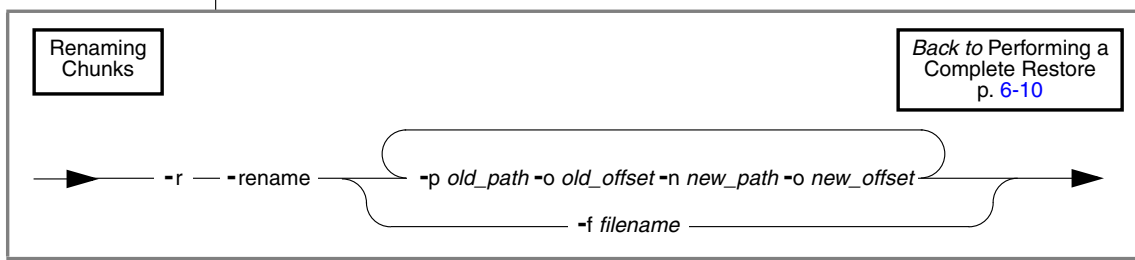 Renaming
Chunks
Back to Performing a
Complete Restore
p. 6-10
-r -rename -p old_path -o old_offset -n new_path -o new_offset
-f filename